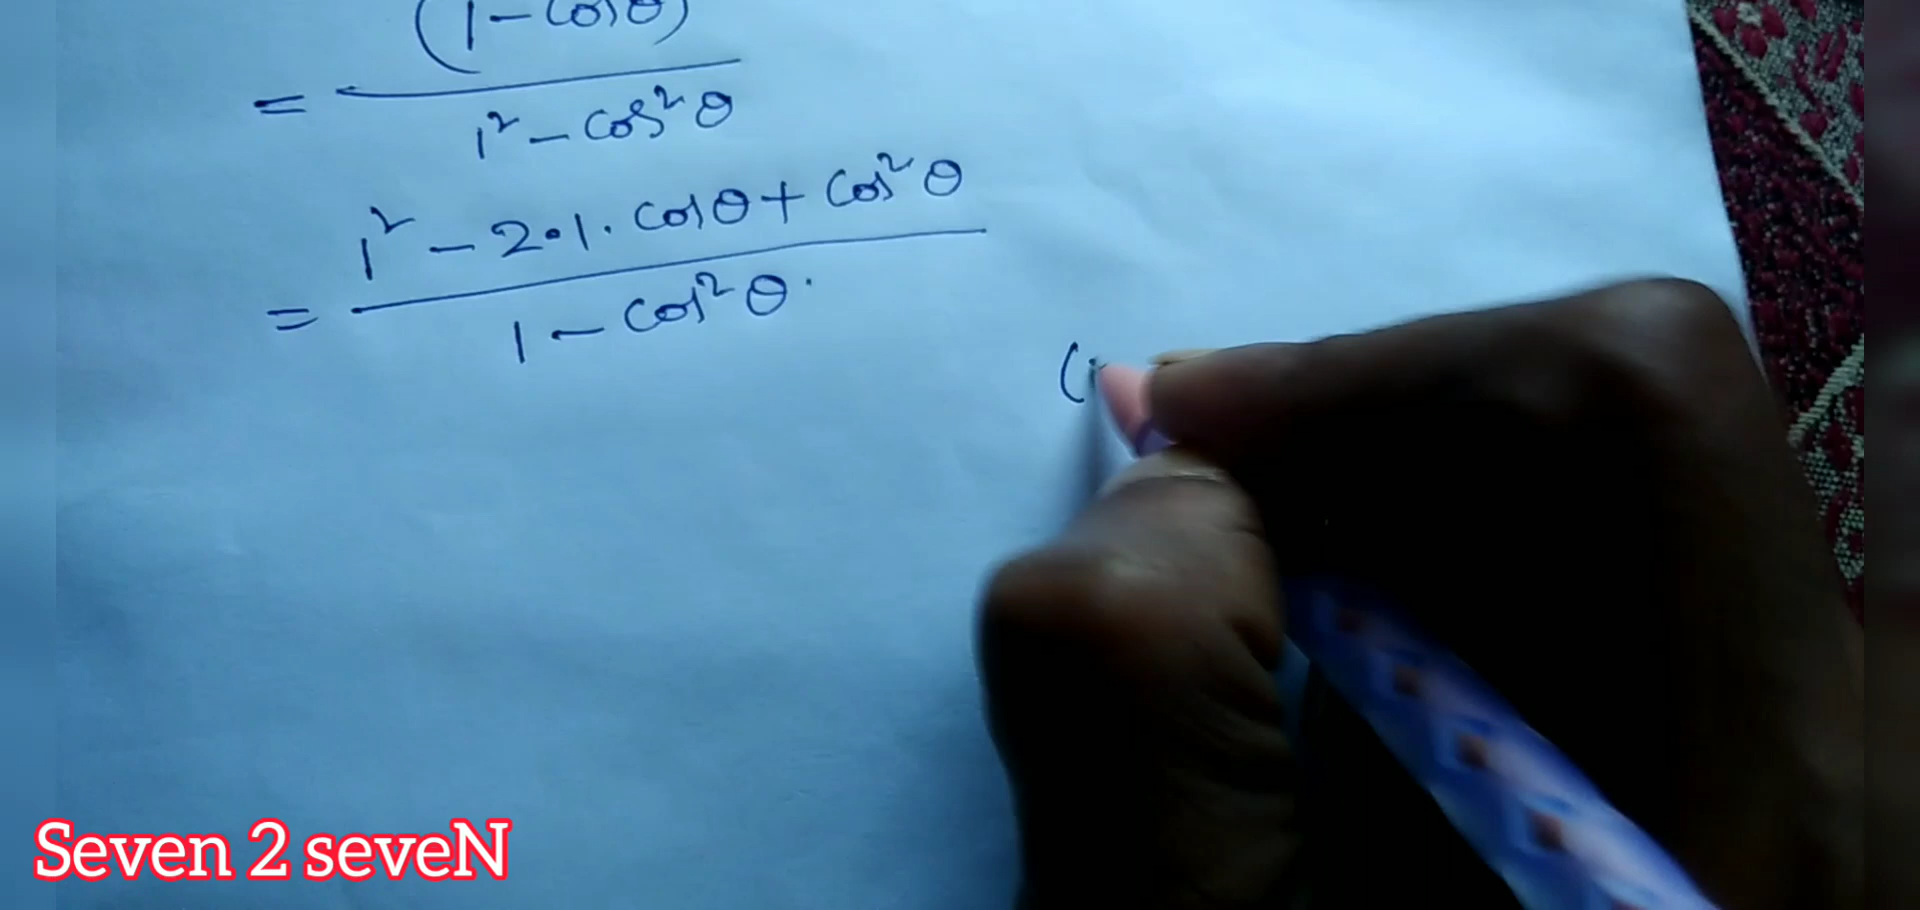 (1 - cosθ)
= 1² - cos²θ
1² - 2·1·cosθ + cos²θ
= 1 - cos²θ.
(
Seven 2 seveN